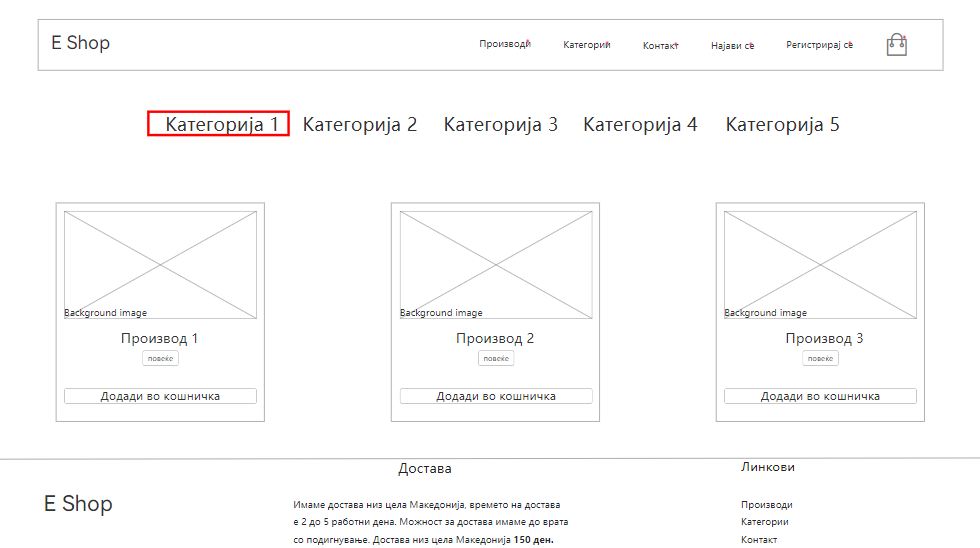 E Shop
Производи
Категории
Контакт
Најави се
Регистрирај се
Категорија 1
Категорија 2
Категорија 3
Категорија 4
Категорија 5
Background image
Background image
Background image
Производ 1
Производ 2
Производ 3
повеќе
повеќе
повеќе
Додади во кошничка
Додади во кошничка
Додади во кошничка
E Shop
Достава
Имаме достава низ цела Македонија, времето на достава
е 2 до 5 работни дена. Можност за достава имаме до врата
со подигнување. Достава низ цела Македонија 150 ден.
Линкови
Производи
Категории
Контакт